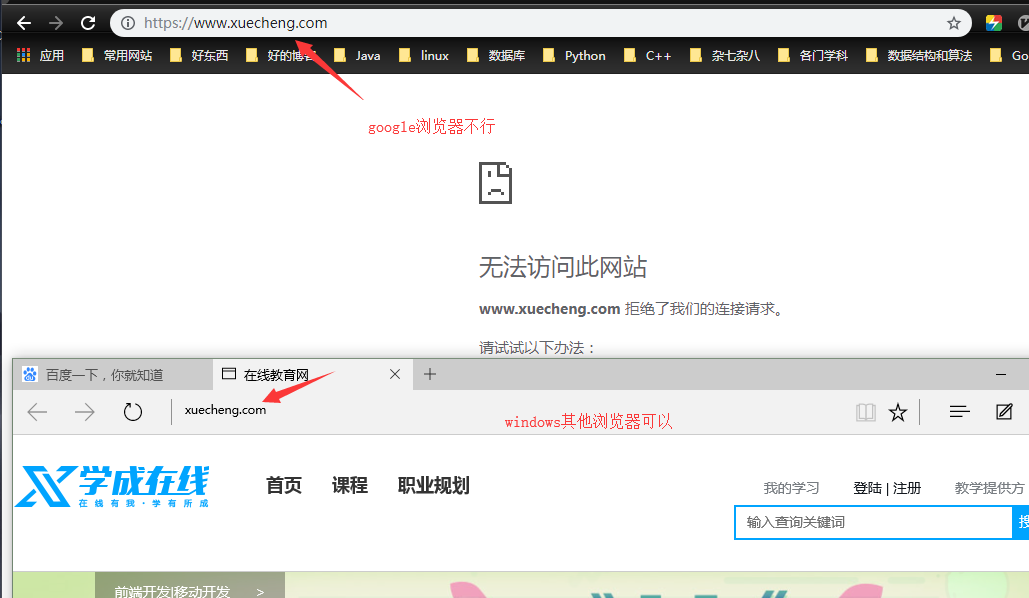 https://www.xuecheng.com
应用 常用网站 好东西 好的博客 Java linux 数据库 Python C++ 杂七杂八 各门学科 数据结构和算法 Go
google浏览器不行
无法访问此网站
www.xuecheng.com 拒绝了我们的连接请求。
请试试以下办法：
百度一下，你就知道 在线教育网
xuecheng.com
windows其他浏览器可以
学成在线
在线有我·学有所成
首页 课程 职业规划
我的学习 登陆 | 注册 教学提供方
输入查询关键词 搜
前端开发|移动开发 >